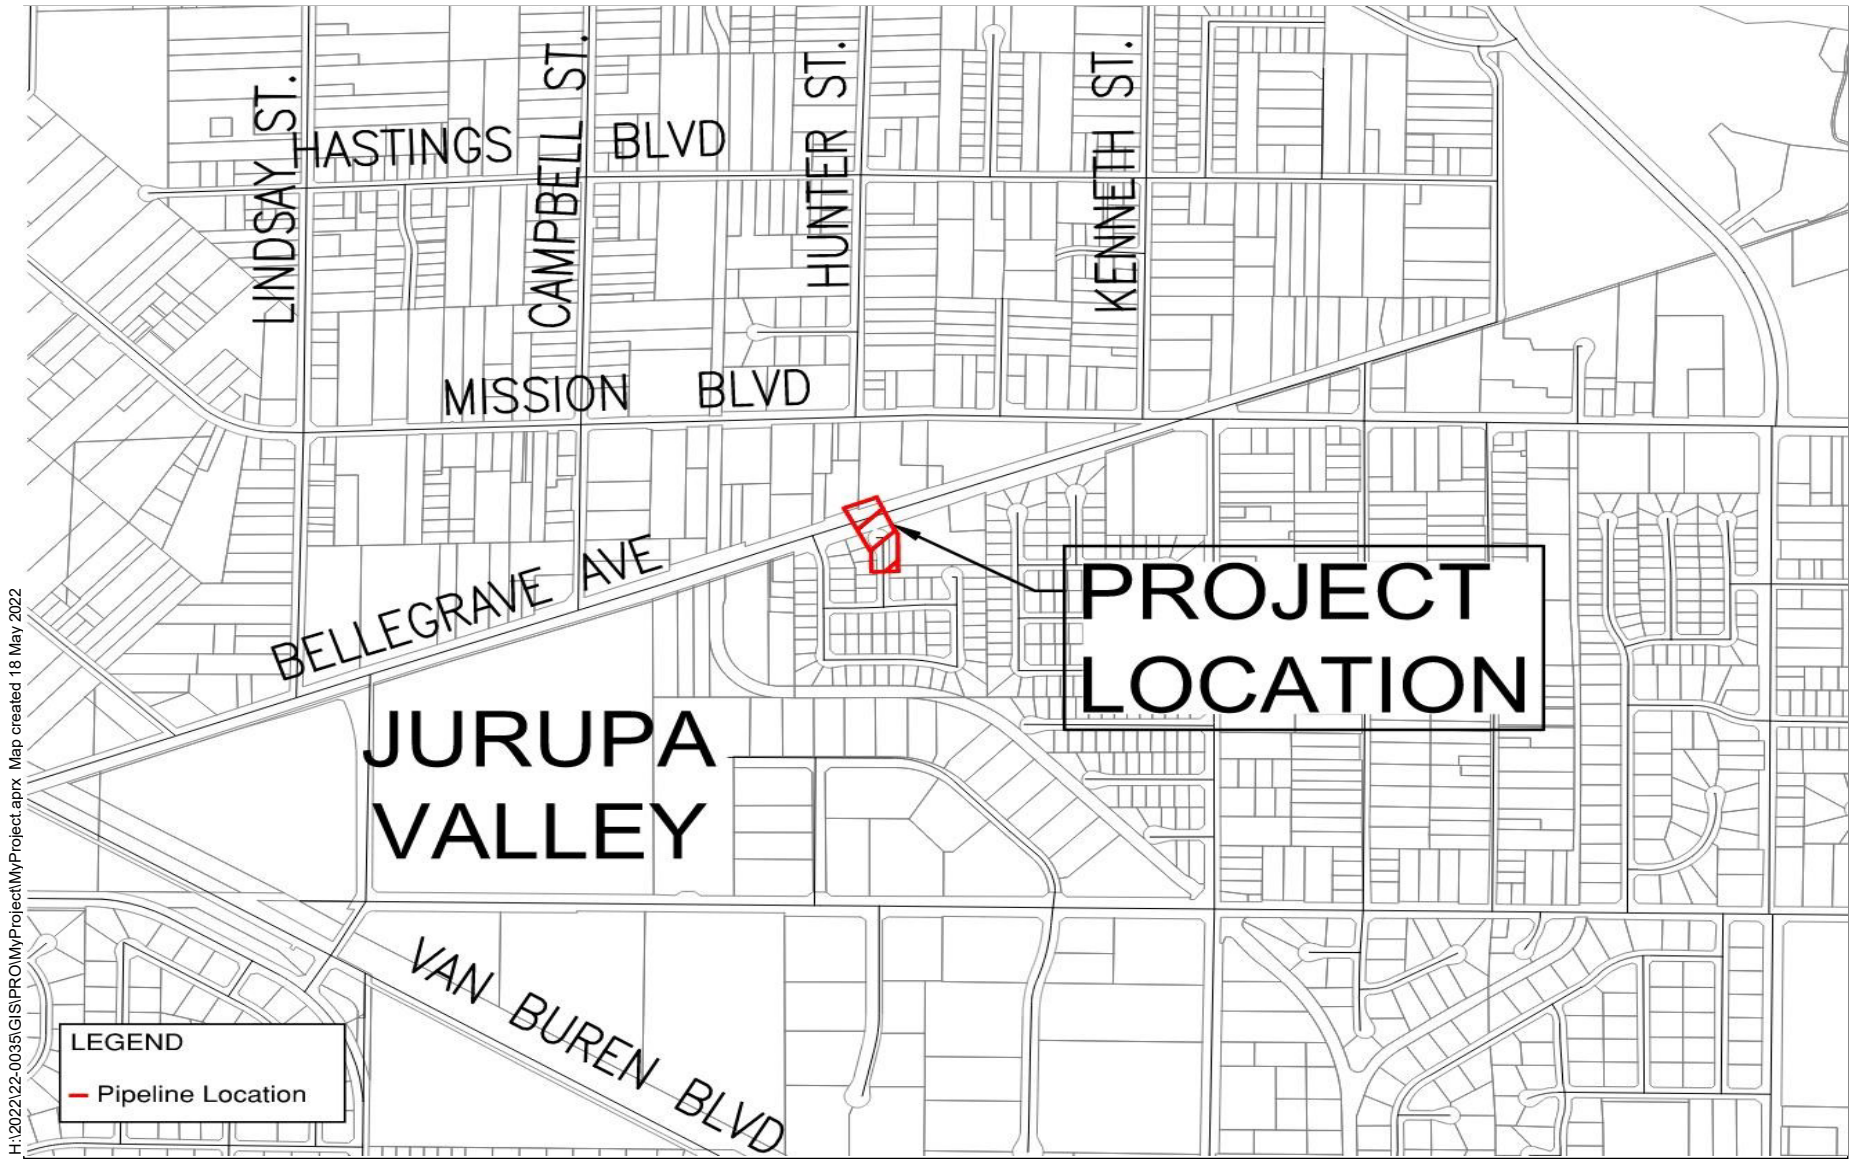 LINDSAY ST.
HASTINGS BLVD
CAMPBELL ST.
HUNTER ST.
KENNETH ST.
MISSION BLVD
BELLEGRAVE AVE
PROJECT
LOCATION
JURUPA
VALLEY
VAN BUREN BLVD
LEGEND
Pipeline Location
H:\2022\22-0035\GIS\PRO\MyProject\MyProject.aprx Map created 18 May 2022